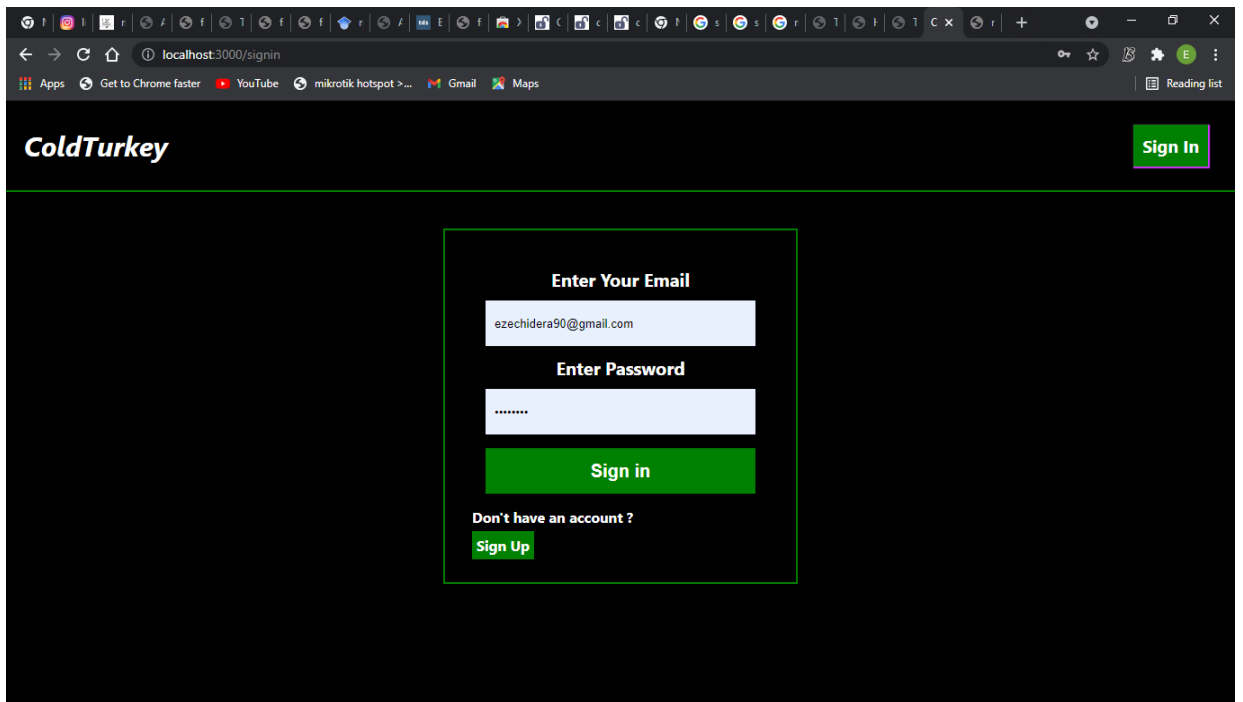 localhost:3000/signin
Apps Get to Chrome faster YouTube mikrotik hotspot >... Gmail Maps Reading list
ColdTurkey
Sign In
Enter Your Email
ezechidera90@gmail.com
Enter Password
••••••••
Sign in
Don't have an account ?
Sign Up